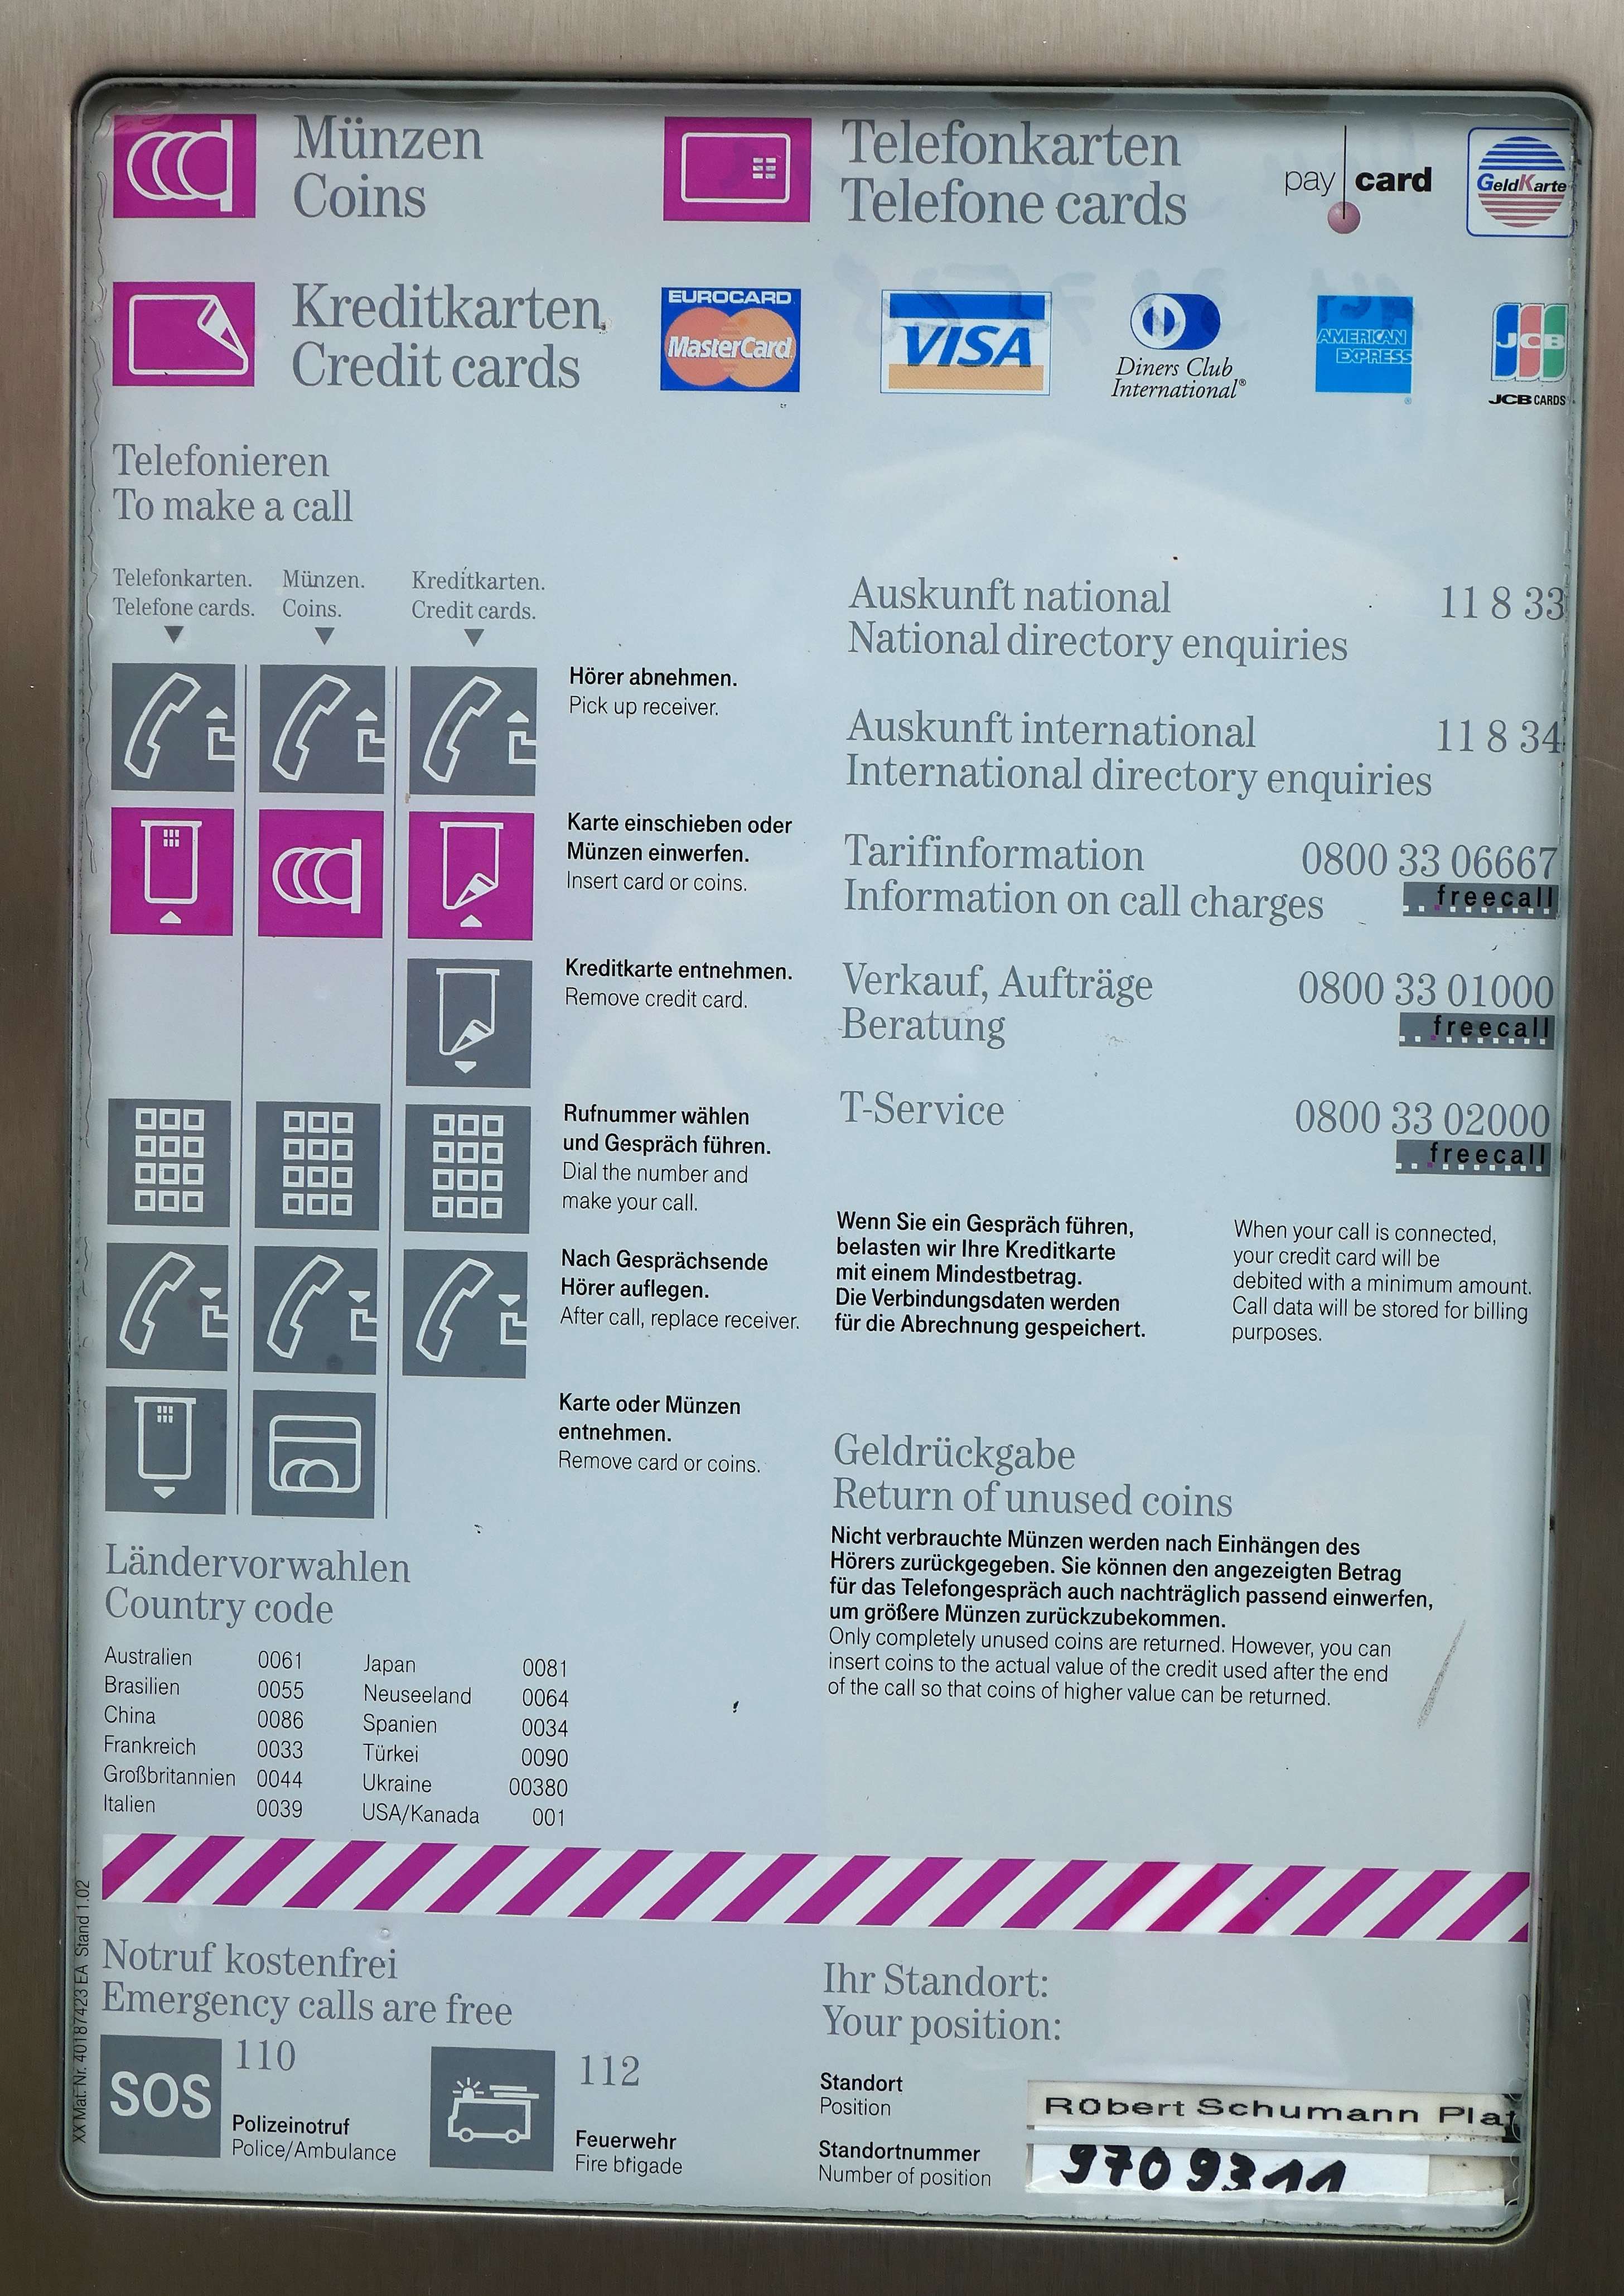 Münzen
Coins
Telefonkarten
Telefone cards
pay card
GeldKarte
Kreditkarten
Credit cards
EUROCARD
MasterCard
VISA
Diners Club
International®
AMERICAN
EXPRESS
JCB
JCB CARDS
Telefonieren
To make a call
Telefonkarten.
Telefone cards.
Münzen.
Coins.
Kreditkarten.
Credit cards.
Hörer abnehmen.
Pick up receiver.
Karte einschieben oder
Münzen einwerfen.
Insert card or coins.
Kreditkarte entnehmen.
Remove credit card.
Rufnummer wählen
und Gespräch führen.
Dial the number and
make your call.
Nach Gesprächsende
Hörer auflegen.
After call, replace receiver.
Karte oder Münzen
entnehmen.
Remove card or coins.
Auskunft national 11 8 33
National directory enquiries
Auskunft international 11 8 34
International directory enquiries
Tarifinformation 0800 33 06667
Information on call charges freecall
Verkauf, Aufträge 0800 33 01000
Beratung freecall
T-Service 0800 33 02000
freecall
Wenn Sie ein Gespräch führen,
belasten wir Ihre Kreditkarte
mit einem Mindestbetrag.
Die Verbindungsdaten werden
für die Abrechnung gespeichert.
When your call is connected,
your credit card will be
debited with a minimum amount.
Call data will be stored for billing
purposes.
Geldrückgabe
Return of unused coins
Nicht verbrauchte Münzen werden nach Einhängen des
Hörers zurückgegeben. Sie können den angezeigten Betrag
für das Telefongespräch auch nachträglich passend einwerfen,
um größere Münzen zurückzubekommen.
Only completely unused coins are returned. However, you can
insert coins to the actual value of the credit used after the end
of the call so that coins of higher value can be returned.
Ländervorwahlen
Country code
Australien 0061
Brasilien 0055
China 0086
Frankreich 0033
Großbritannien 0044
Italien 0039
Japan 0081
Neuseeland 0064
Spanien 0034
Türkei 0090
Ukraine 00380
USA/Kanada 001
XX Mat. Nr. 40187423 EA Stand 1.02
Notruf kostenfrei
Emergency calls are free
SOS
110
Polizeinotruf
Police/Ambulance
112
Feuerwehr
Fire brigade
Ihr Standort:
Your position:
Standort
Position
Robert Schumann Pla
Standortnummer
Number of position
9709311